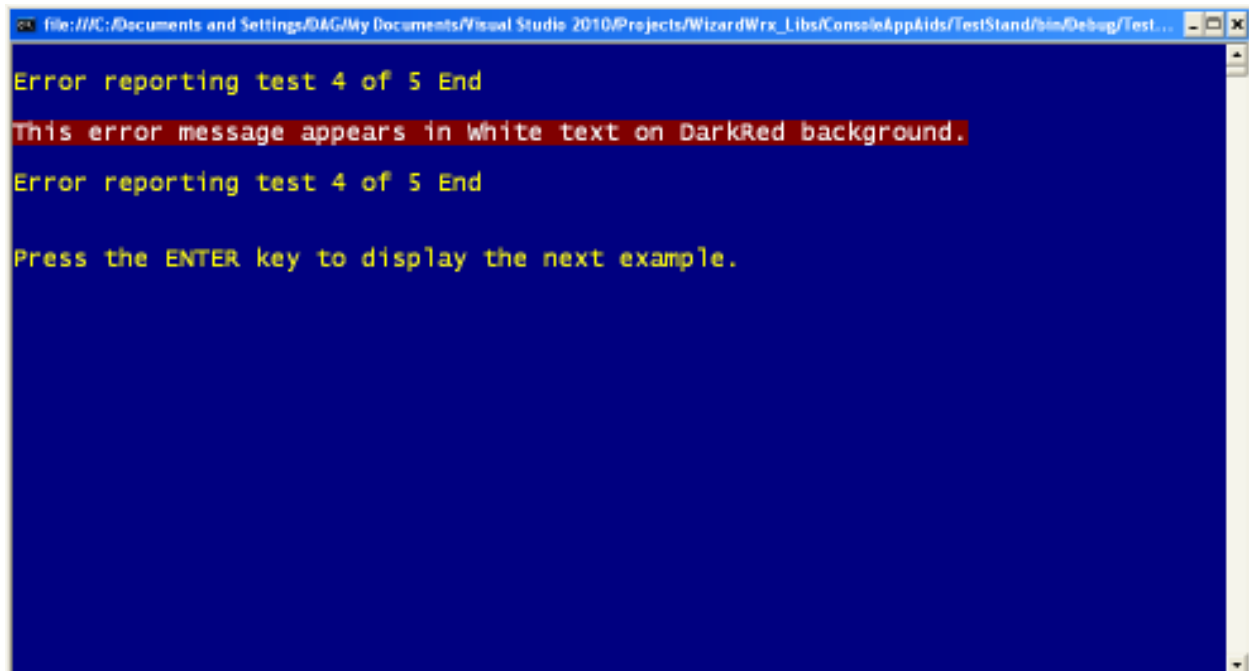 file:///C:/Documents and Settings/DAG/My Documents/Visual Studio 2010/Projects/WizardWrx_Libs/ConsoleAppAids/TestStand/bin/Debug/Test...
Error reporting test 4 of 5 End
This error message appears in White text on DarkRed background.
Error reporting test 4 of 5 End
Press the ENTER key to display the next example.